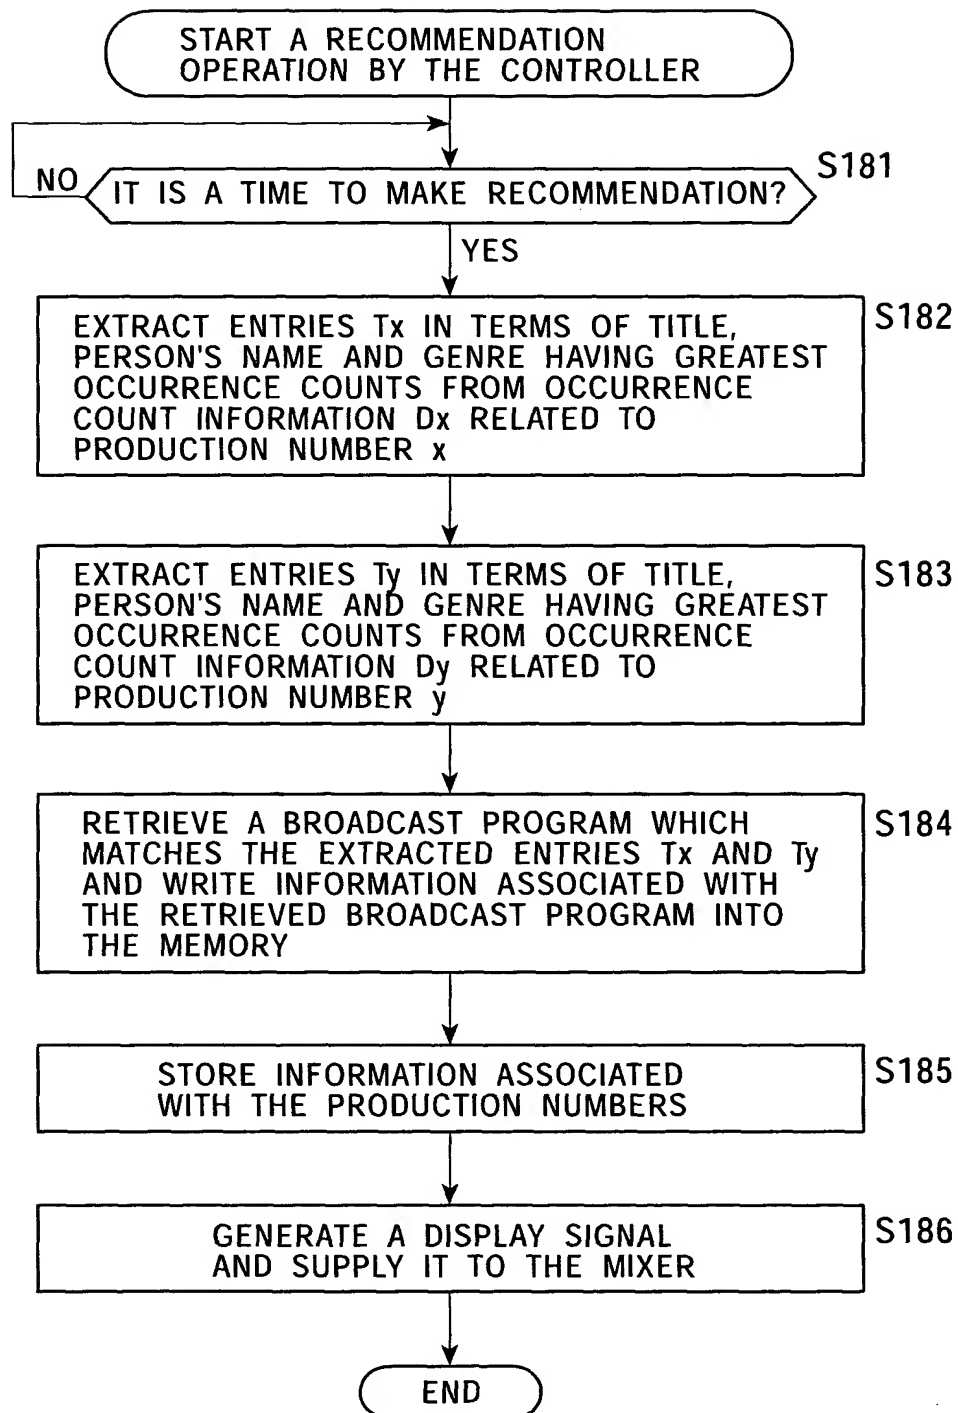 START A RECOMMENDATION
OPERATION BY THE CONTROLLER
S181
NO
IT IS A TIME TO MAKE RECOMMENDATION?
YES
S182
EXTRACT ENTRIES Tx IN TERMS OF TITLE,
PERSON'S NAME AND GENRE HAVING GREATEST
OCCURRENCE COUNTS FROM OCCURRENCE
COUNT INFORMATION Dx RELATED TO
PRODUCTION NUMBER x
S183
EXTRACT ENTRIES Ty IN TERMS OF TITLE,
PERSON'S NAME AND GENRE HAVING GREATEST
OCCURRENCE COUNTS FROM OCCURRENCE
COUNT INFORMATION Dy RELATED TO
PRODUCTION NUMBER y
S184
RETRIEVE A BROADCAST PROGRAM WHICH
MATCHES THE EXTRACTED ENTRIES Tx AND Ty
AND WRITE INFORMATION ASSOCIATED WITH
THE RETRIEVED BROADCAST PROGRAM INTO
THE MEMORY
S185
STORE INFORMATION ASSOCIATED
WITH THE PRODUCTION NUMBERS
S186
GENERATE A DISPLAY SIGNAL
AND SUPPLY IT TO THE MIXER
END